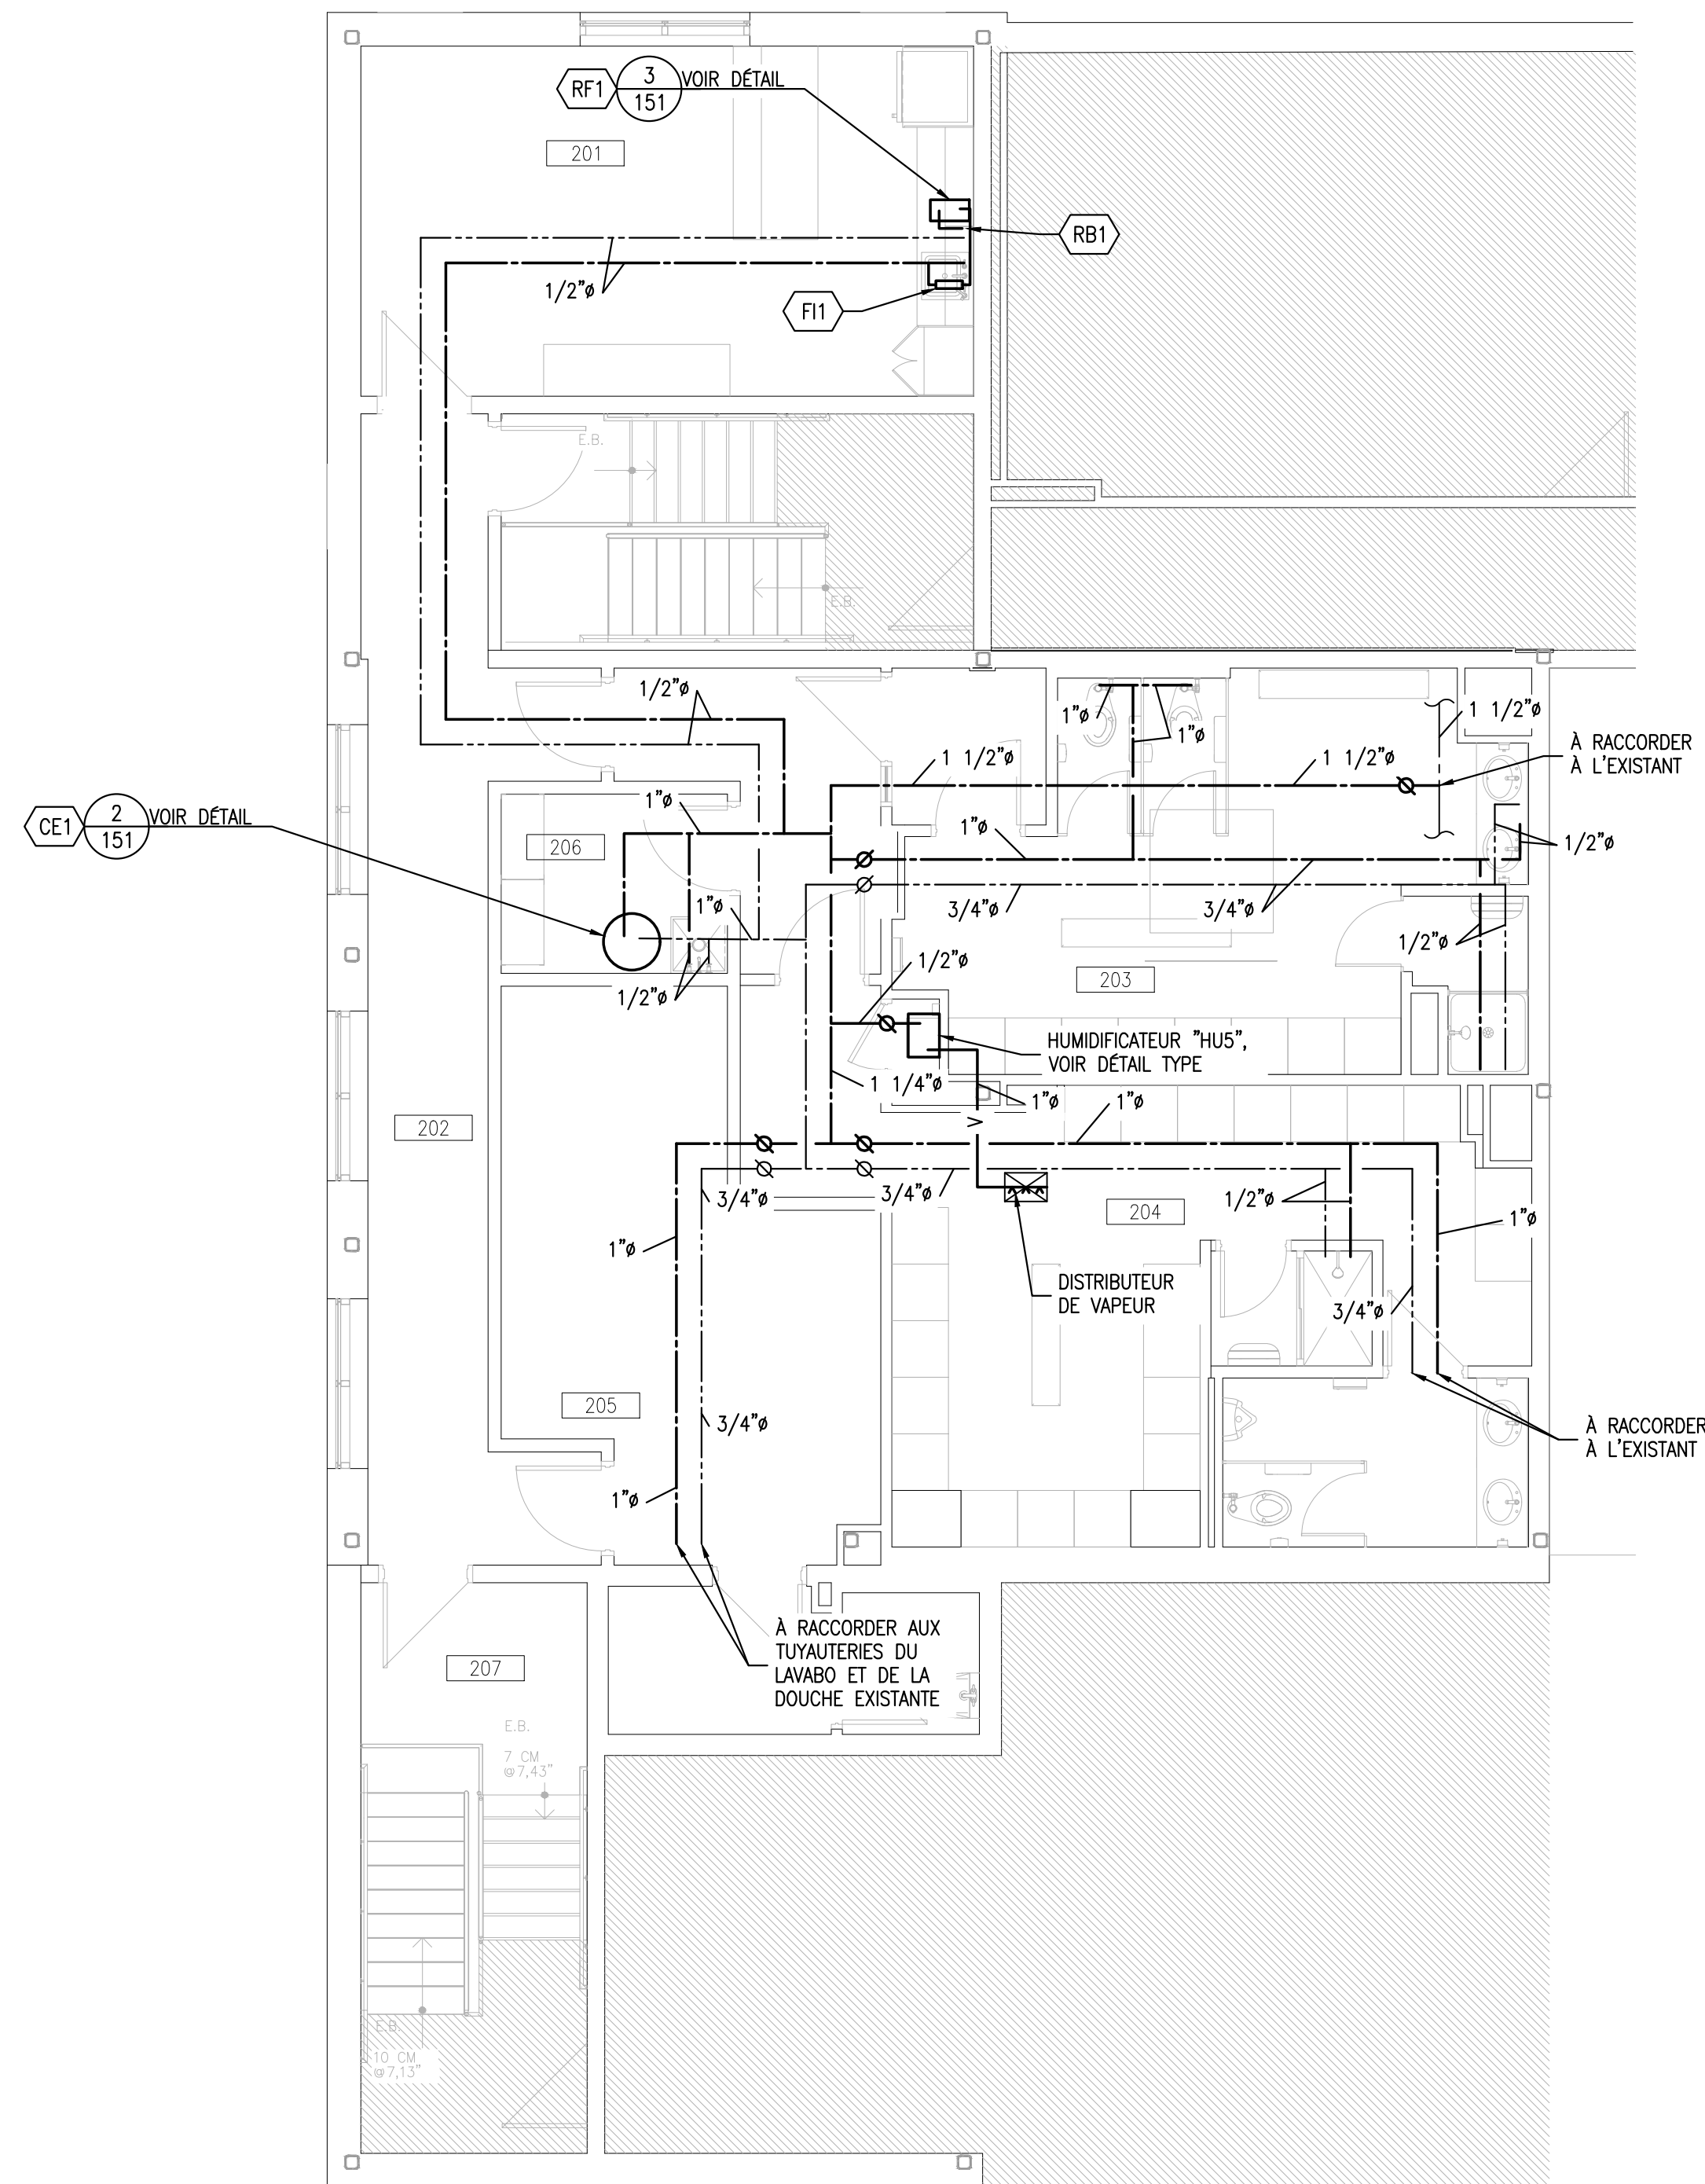 RF1
3
151
VOIR DÉTAIL
201
RB1
1/2"ø
FI1
E.B.
E.B.
1/2"ø
1"ø
1"ø
1 1/2"ø
À RACCORDER
À L'EXISTANT
1 1/2"ø
1 1/2"ø
CE1
2
151
VOIR DÉTAIL
1"ø
206
1"ø
1/2"ø
1"ø
3/4"ø
3/4"ø
1/2"ø
1/2"ø
1/2"ø
203
HUMIDIFICATEUR "HU5",
VOIR DÉTAIL TYPE
1 1/4"ø
1"ø
1"ø
V
202
3/4"ø
3/4"ø
1/2"ø
204
1"ø
1"ø
DISTRIBUTEUR
DE VAPEUR
3/4"ø
205
3/4"ø
À RACCORDER
À L'EXISTANT
1"ø
À RACCORDER AUX
TUYAUTERIES DU
LAVABO ET DE LA
DOUCHE EXISTANTE
207
E.B.
7 CM
@7,43"
E.B.
10 CM
@7,13"